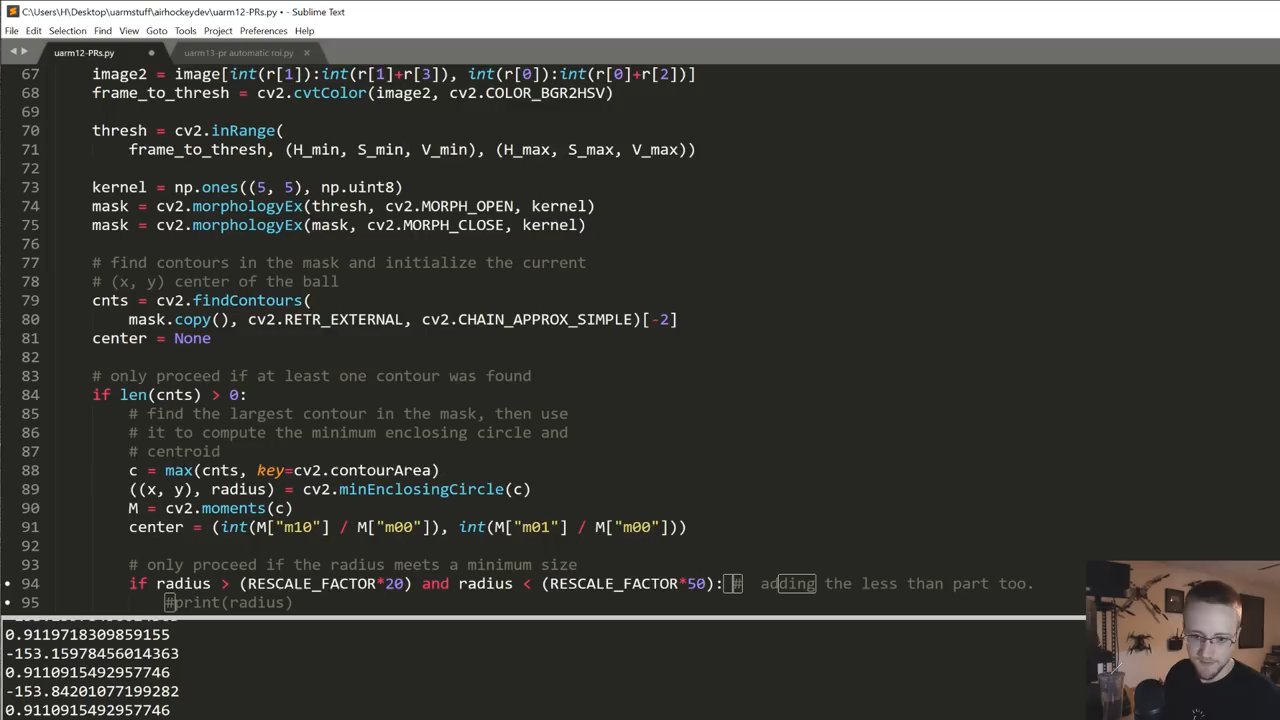 C:\Users\H\Desktop\uarmstuff\airhockeydev\uarm12-PRs.py • - Sublime Text
File Edit Selection Find View Goto Tools Project Preferences Help
uarm12-PRs.py uarm13-pr automatic roi.py ×
67 image2 = image[int(r[1]):int(r[1]+r[3]), int(r[0]):int(r[0]+r[2])]
68 frame_to_thresh = cv2.cvtColor(image2, cv2.COLOR_BGR2HSV)
69
70 thresh = cv2.inRange(
71 frame_to_thresh, (H_min, S_min, V_min), (H_max, S_max, V_max))
72
73 kernel = np.ones((5, 5), np.uint8)
74 mask = cv2.morphologyEx(thresh, cv2.MORPH_OPEN, kernel)
75 mask = cv2.morphologyEx(mask, cv2.MORPH_CLOSE, kernel)
76
77 # find contours in the mask and initialize the current
78 # (x, y) center of the ball
79 cnts = cv2.findContours(
80 mask.copy(), cv2.RETR_EXTERNAL, cv2.CHAIN_APPROX_SIMPLE)[-2]
81 center = None
82
83 # only proceed if at least one contour was found
84 if len(cnts) > 0:
85 # find the largest contour in the mask, then use
86 # it to compute the minimum enclosing circle and
87 # centroid
88 c = max(cnts, key=cv2.contourArea)
89 ((x, y), radius) = cv2.minEnclosingCircle(c)
90 M = cv2.moments(c)
91 center = (int(M["m10"] / M["m00"]), int(M["m01"] / M["m00"]))
92
93 # only proceed if the radius meets a minimum size
94 if radius > (RESCALE_FACTOR*20) and radius < (RESCALE_FACTOR*50): # adding the less than part too.
95 #print(radius)
0.9119718309859155
-153.15978456014363
0.9110915492957746
-153.84201077199282
0.9110915492957746